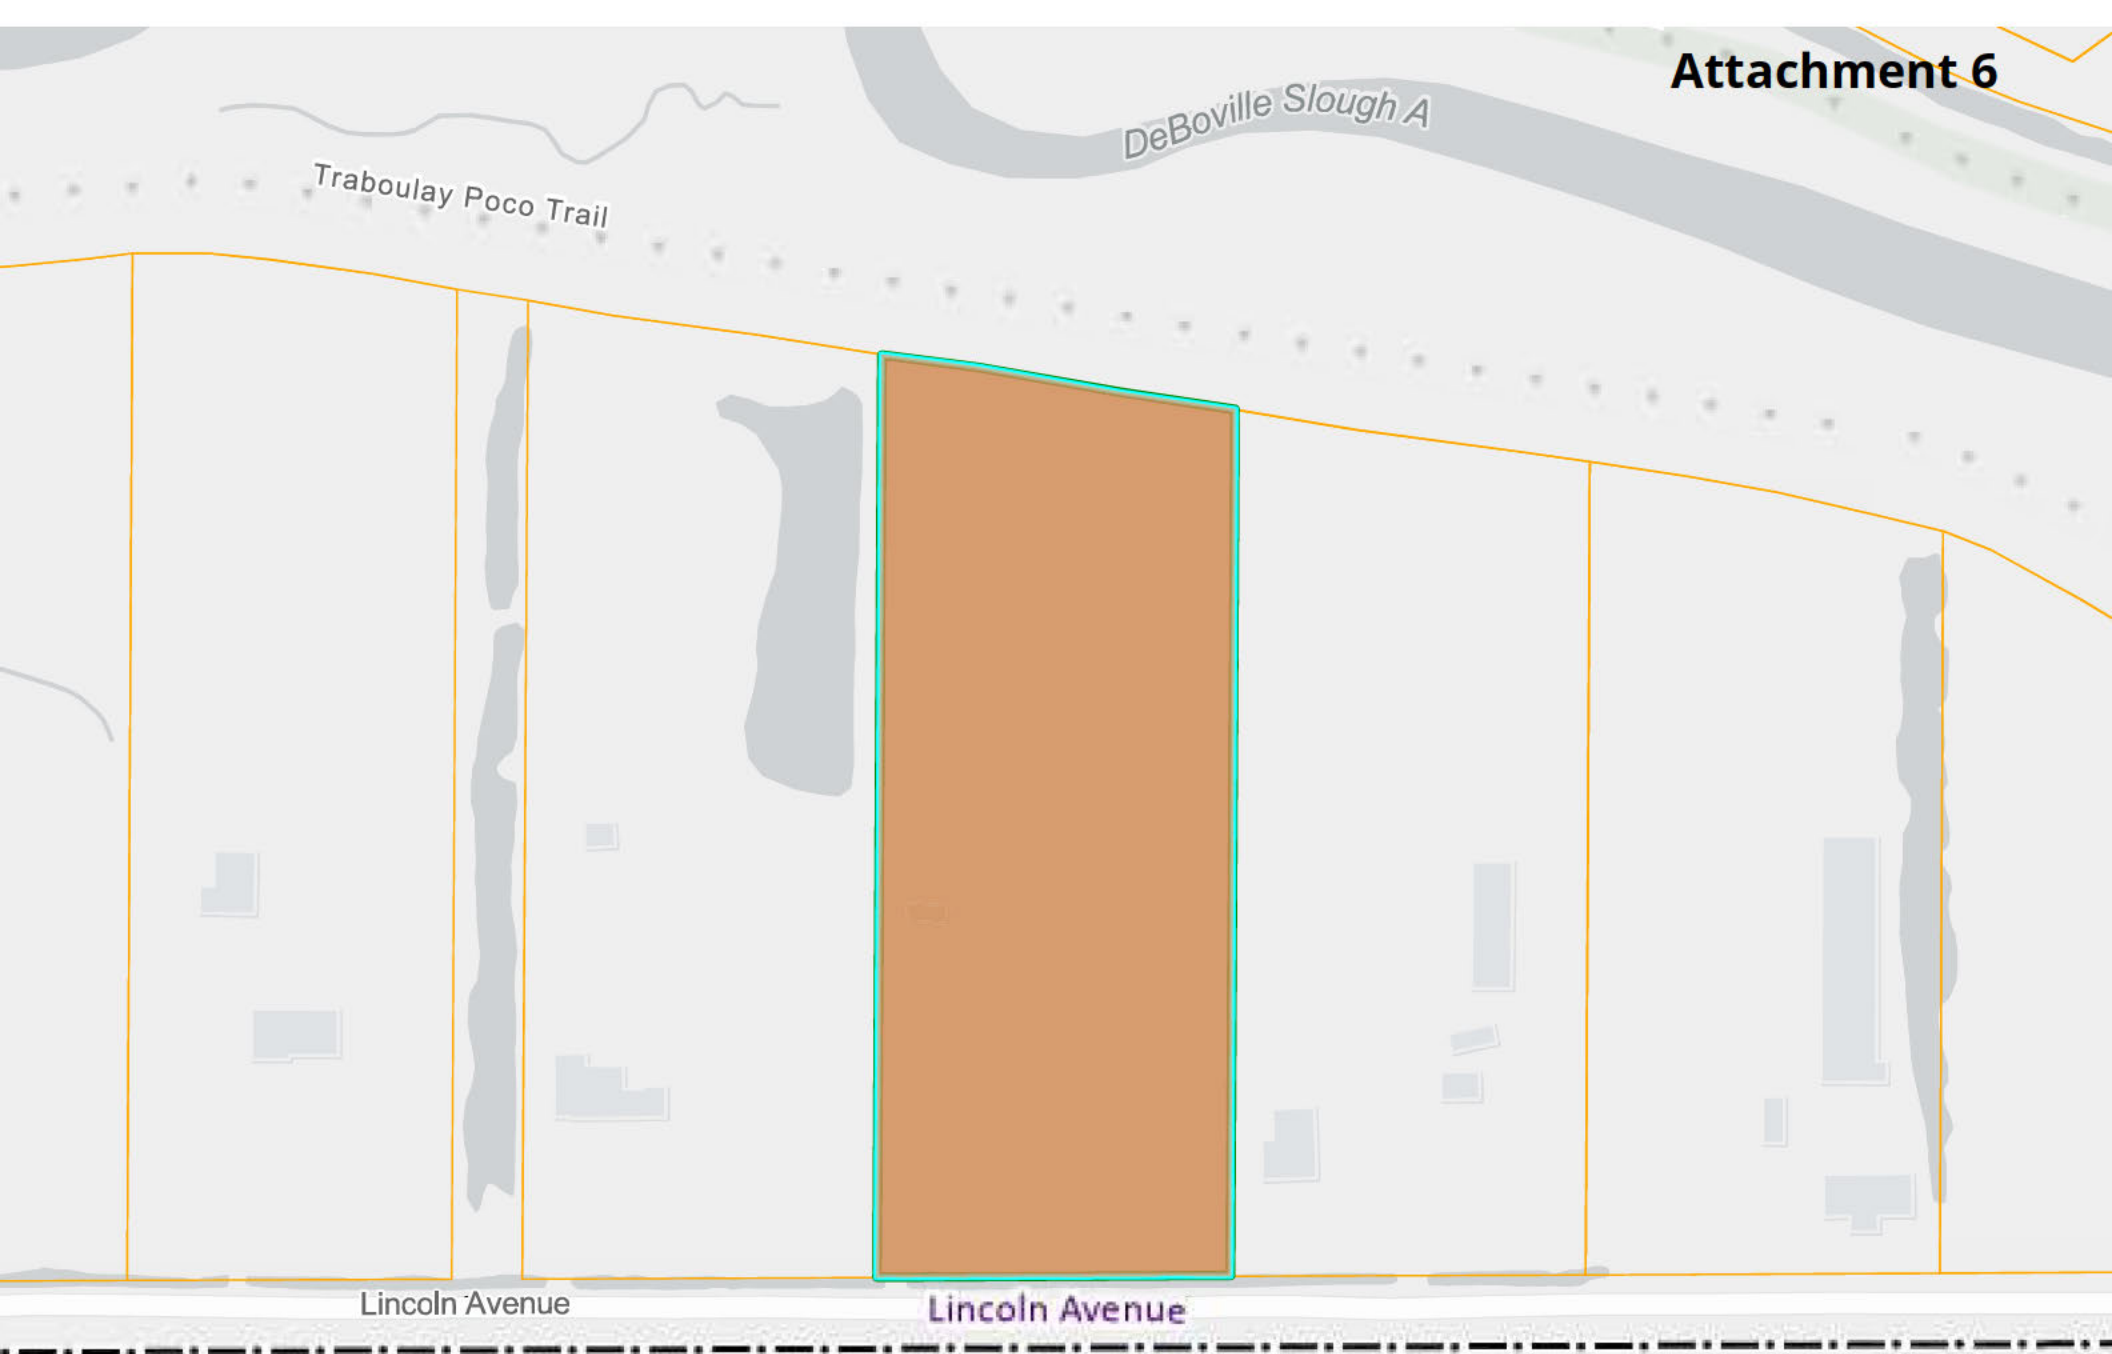 Attachment 6
DeBoville Slough A
Traboulay Poco Trail
Lincoln Avenue
Lincoln Avenue